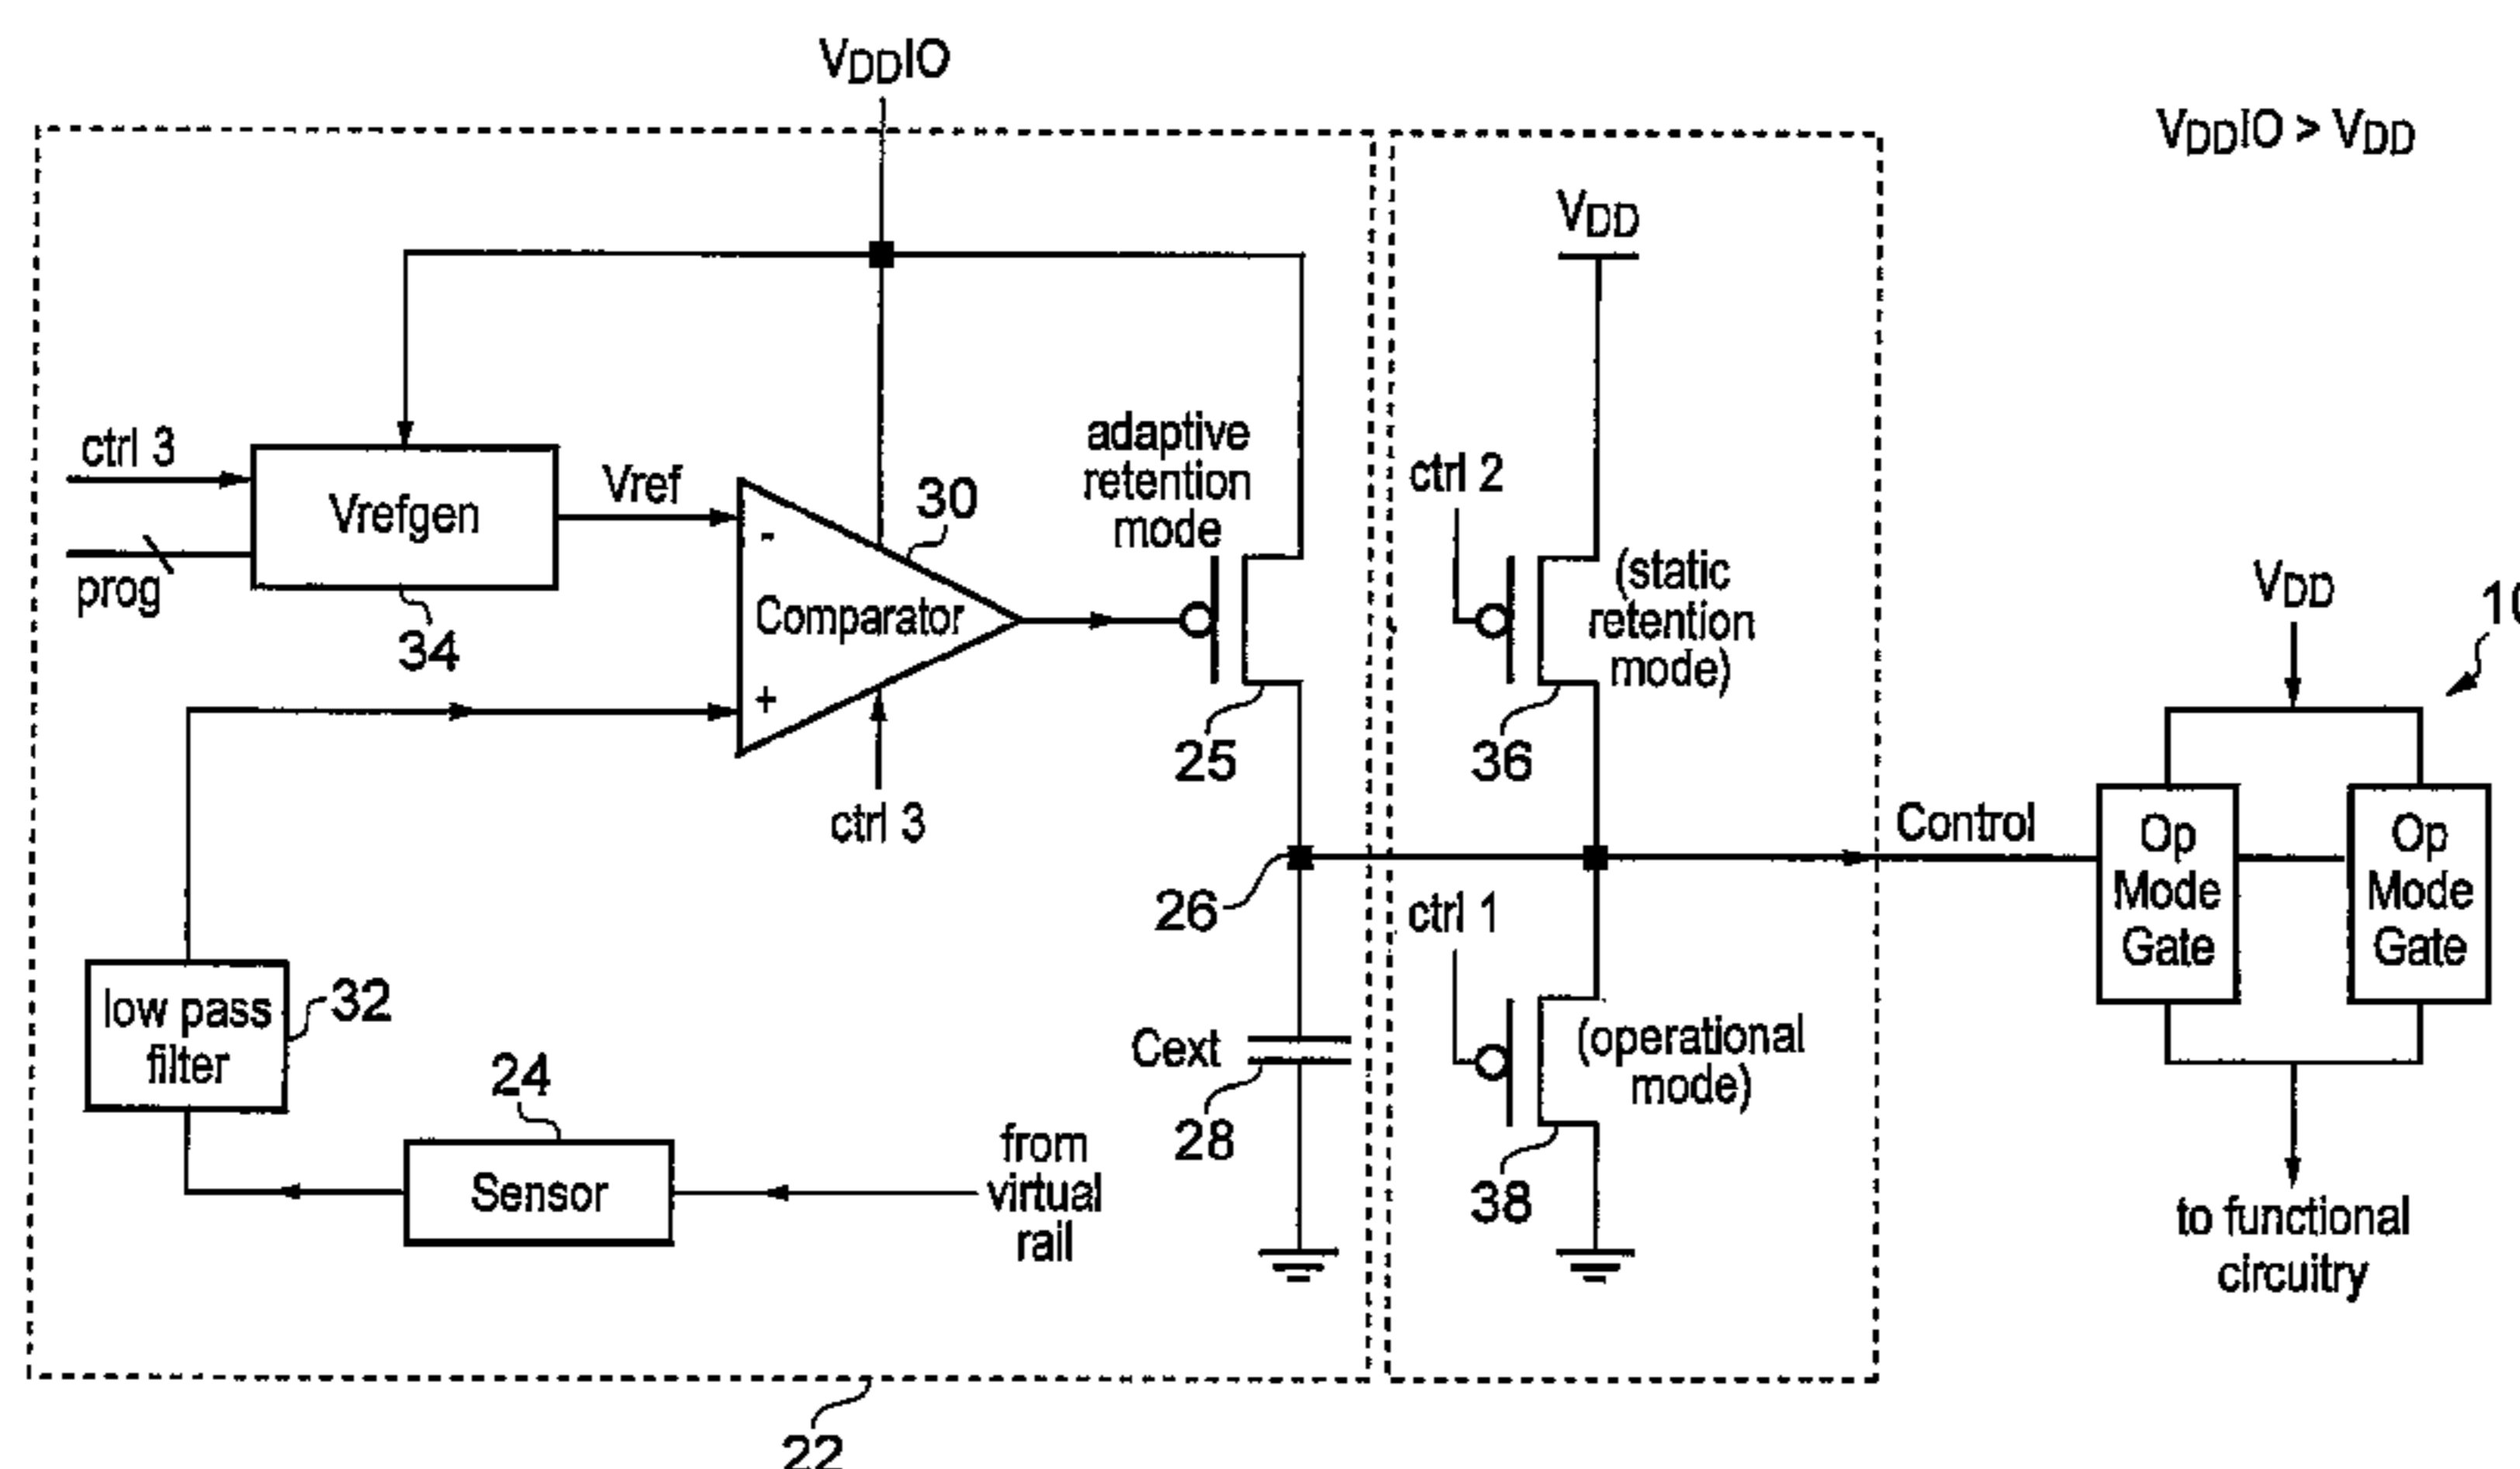 VDDIO
VDDIO > VDD
VDD
ctrl 3
prog
Vrefgen
34
Vref
-
Comparator
+
30
ctrl 3
adaptive
retention
mode
25
ctrl 2
(static
retention
mode)
36
VDD
10
26
Control
Op
Mode
Gate
Op
Mode
Gate
ctrl 1
low pass
filter
32
24
Sensor
from
virtual
rail
Cext
28
(operational
mode)
38
to functional
circuitry
22